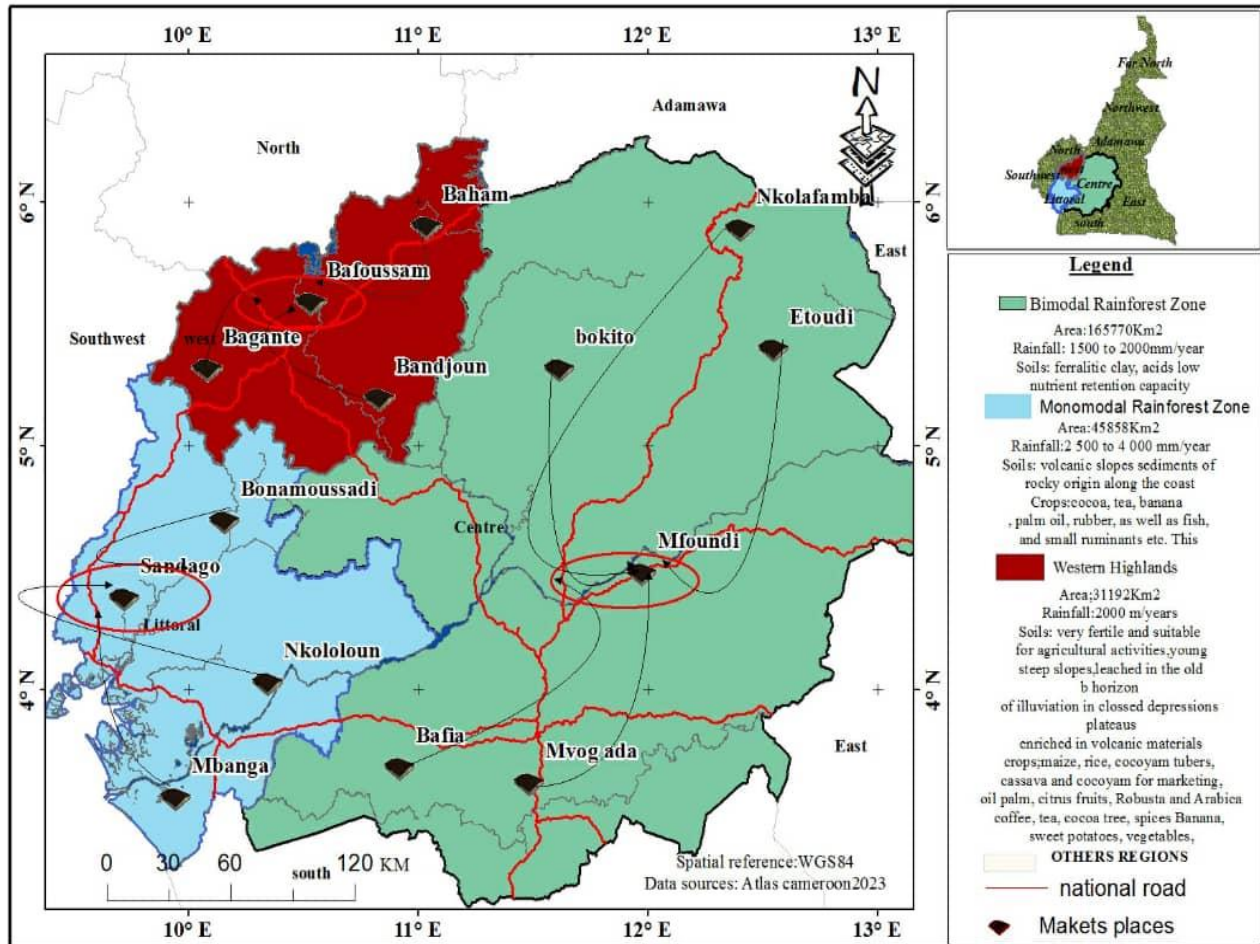 10° E 11° E 12° E 13° E
N
Adamawa
North
6° N
6° N
Baham
Nkolafamba
East
Bafoussam
Etoudi
Southwest
west
Bagante
bokito
Bandjoun
5° N
5° N
Bonamoussadi
Centre
Mfoundi
Sandago
Littoral
Nkololoun
4° N
4° N
Bafia
Mvog ada
East
Mbanga
0 30 60 120 KM
south
Spatial reference:WGS84
Data sources: Atlas cameroon2023
10° E 11° E 12° E 13° E
Far North
Northwest
Adamawa
North
Southwest
Centre
Littoral
East
south
Legend
Bimodal Rainforest Zone
Area:165770Km2
Rainfall: 1500 to 2000mm/year
Soils: ferralitic clay, acids low
nutrient retention capacity
Monomodal Rainforest Zone
Area:45858Km2
Rainfall:2 500 to 4 000 mm/year
Soils: volcanic slopes sediments of
rocky origin along the coast
Crops:cocoa, tea, banana
, palm oil, rubber, as well as fish,
and small ruminants etc. This
Western Highlands
Area;31192Km2
Rainfall:2000 m/years
Soils: very fertile and suitable
for agricultural activities,young
steep slopes,leached in the old
b horizon
of illuviation in clossed depressions
plateaus
enriched in volcanic materials
crops;maize, rice, cocoyam tubers,
cassava and cocoyam for marketing,
oil palm, citrus fruits, Robusta and Arabica
coffee, tea, cocoa tree, spices Banana,
sweet potatoes, vegetables,
OTHERS REGIONS
national road
Makets places